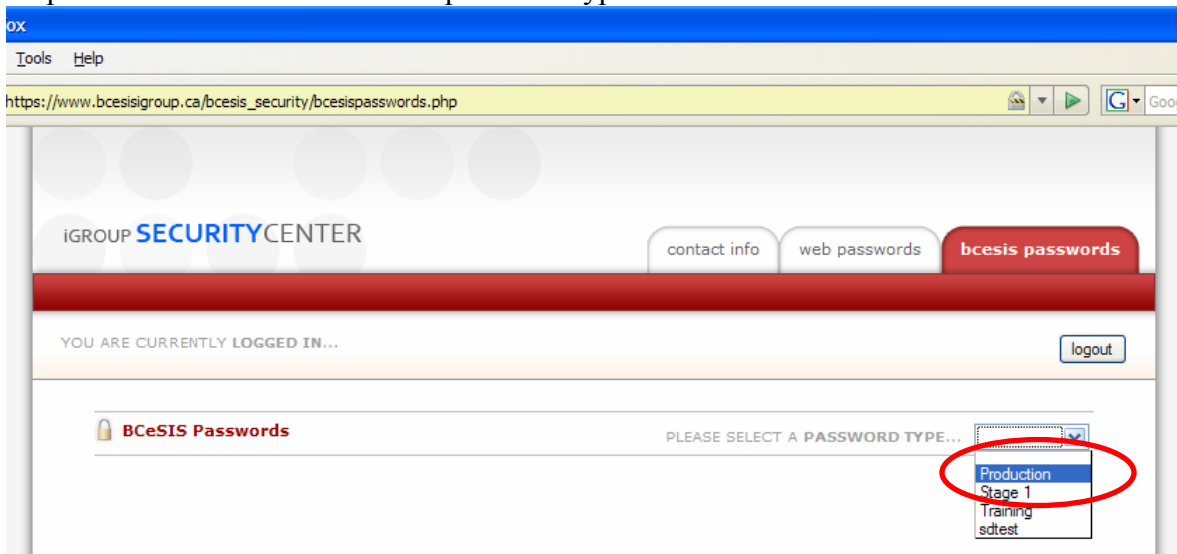 ox
Tools Help
https://www.bcesisigroup.ca/bcesis_security/bcesispasswords.php
G Goo
iGROUP SECURITYCENTER
contact info web passwords bcesis passwords
YOU ARE CURRENTLY LOGGED IN...
logout
BCeSIS Passwords
PLEASE SELECT A PASSWORD TYPE...
Production
Stage 1
Training
sdtest